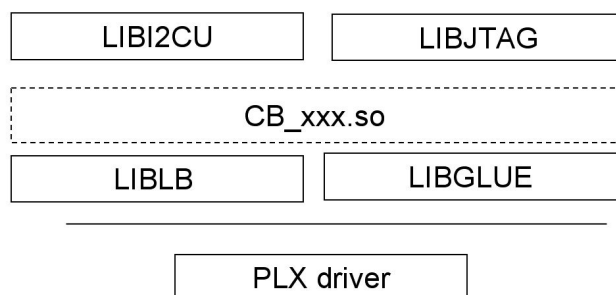 LIBI2CU
LIBJTAG
CB_xxx.so
LIBLB
LIBGLUE
PLX driver